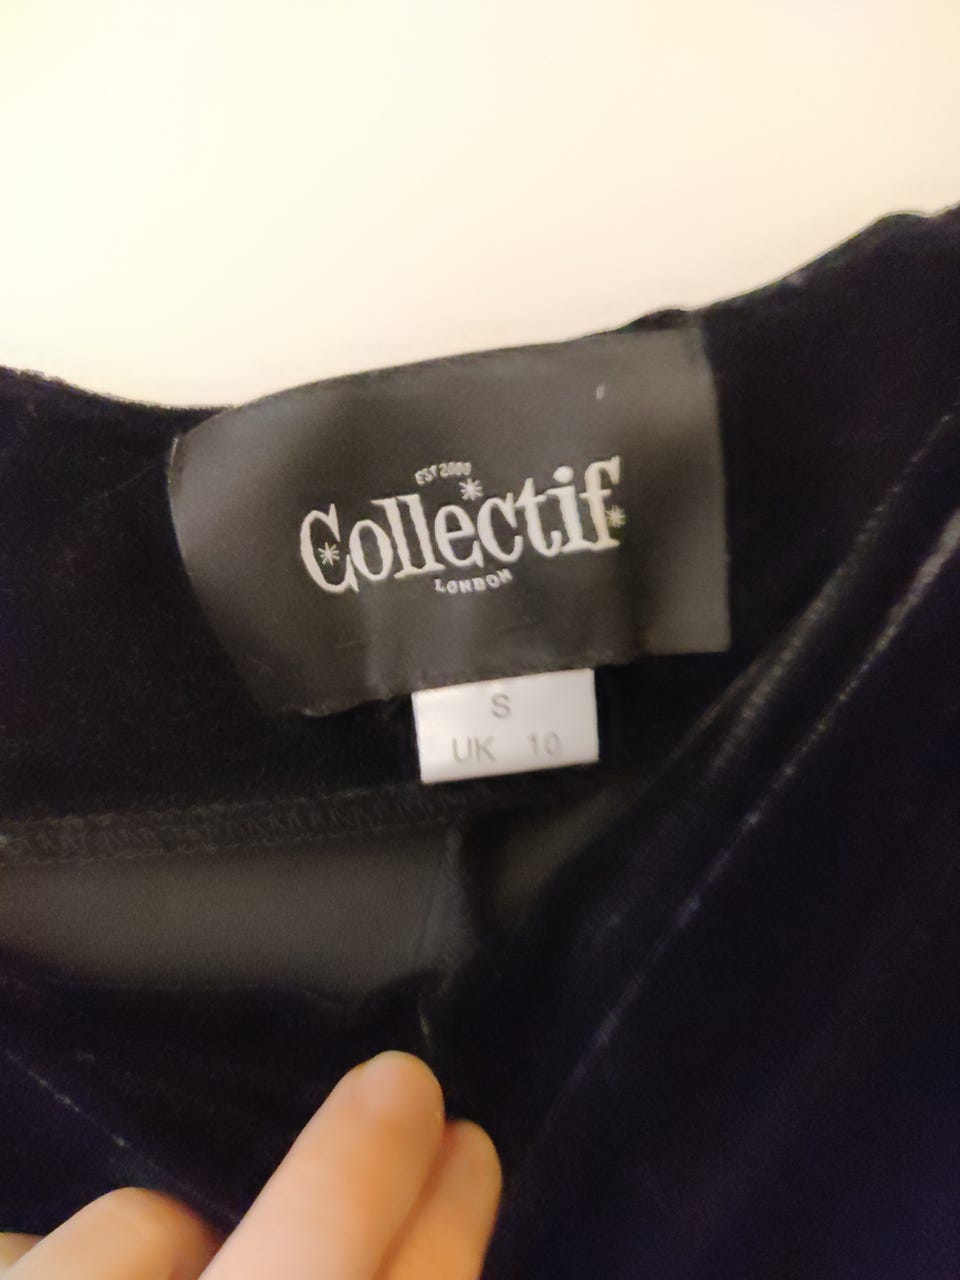 EST 2000
Collectif
LONDON
S
UK 10